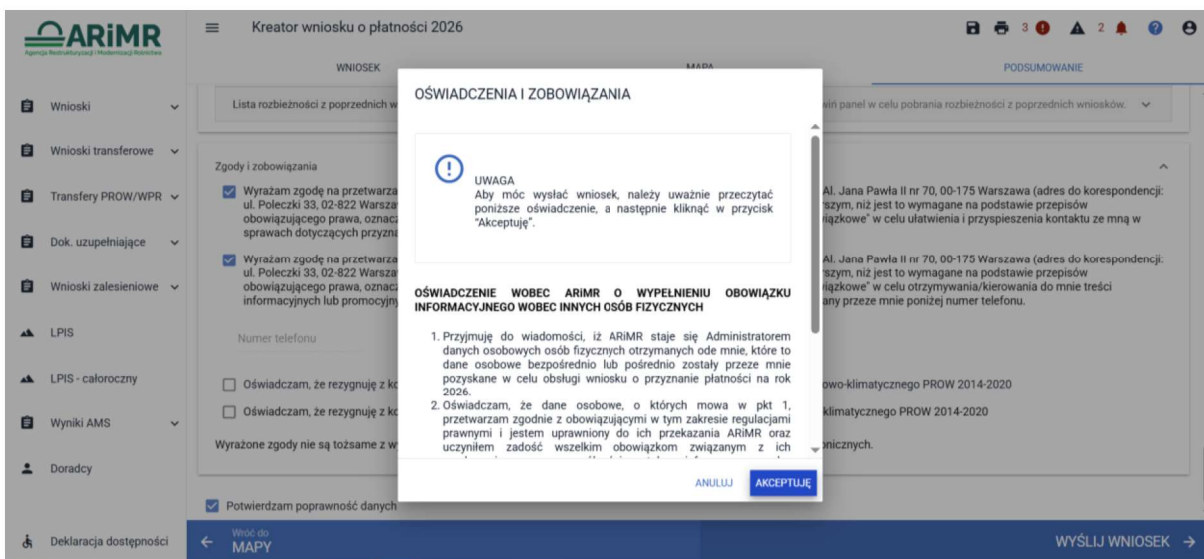 ARiMR
Agencja Restrukturyzacji i Modernizacji Rolnictwa
Kreator wniosku o płatności 2026
3
2
WNIOSEK
MAPA
PODSUMOWANIE
Wnioski
Wnioski transferowe
Transfery PROW/WPR
Dok. uzupełniające
Wnioski zalesieniowe
LPIS
LPIS - całoroczny
Wyniki AMS
Doradcy
Deklaracja dostępności
Lista rozbieżności z poprzednich w
wiń panel w celu pobrania rozbieżności z poprzednich wniosków.
Zgody i zobowiązania
Wyrażam zgodę na przetwarza
ul. Poleczki 33, 02-822 Warsza
obowiązującego prawa, oznacz
sprawach dotyczących przyzna
Al. Jana Pawła II nr 70, 00-175 Warszawa (adres do korespondencji:
rszym, niż jest to wymagane na podstawie przepisów
iązkowe" w celu ułatwienia i przyspieszenia kontaktu ze mną w
Wyrażam zgodę na przetwarza
ul. Poleczki 33, 02-822 Warsza
obowiązującego prawa, oznacz
informacyjnych lub promocyjny
Al. Jana Pawła II nr 70, 00-175 Warszawa (adres do korespondencji:
rszym, niż jest to wymagane na podstawie przepisów
iązkowe" w celu otrzymywania/kierowania do mnie treści
any przeze mnie poniżej numer telefonu.
Numer telefonu
Oświadczam, że rezygnuję z ko
owo-klimatycznego PROW 2014-2020
Oświadczam, że rezygnuję z ko
klimatycznego PROW 2014-2020
Wyrażone zgody nie są tożsame z wy
onicznych.
Potwierdzam poprawność danych
Wróć do
MAPY
WYŚLIJ WNIOSEK
OŚWIADCZENIA I ZOBOWIĄZANIA
UWAGA
Aby móc wysłać wniosek, należy uważnie przeczytać
poniższe oświadczenie, a następnie kliknąć w przycisk
"Akceptuję".
OŚWIADCZENIE WOBEC ARiMR O WYPEŁNIENIU OBOWIĄZKU
INFORMACYJNEGO WOBEC INNYCH OSÓB FIZYCZNYCH
1. Przyjmuję do wiadomości, iż ARiMR staje się Administratorem
danych osobowych osób fizycznych otrzymanych ode mnie, które to
dane osobowe bezpośrednio lub pośrednio zostały przeze mnie
pozyskane w celu obsługi wniosku o przyznanie płatności na rok
2026.
2. Oświadczam, że dane osobowe, o których mowa w pkt 1,
przetwarzam zgodnie z obowiązującymi w tym zakresie regulacjami
prawnymi i jestem uprawniony do ich przekazania ARiMR oraz
uczyniłem zadość wszelkim obowiązkom związanym z ich
ANULUJ
AKCEPTUJĘ